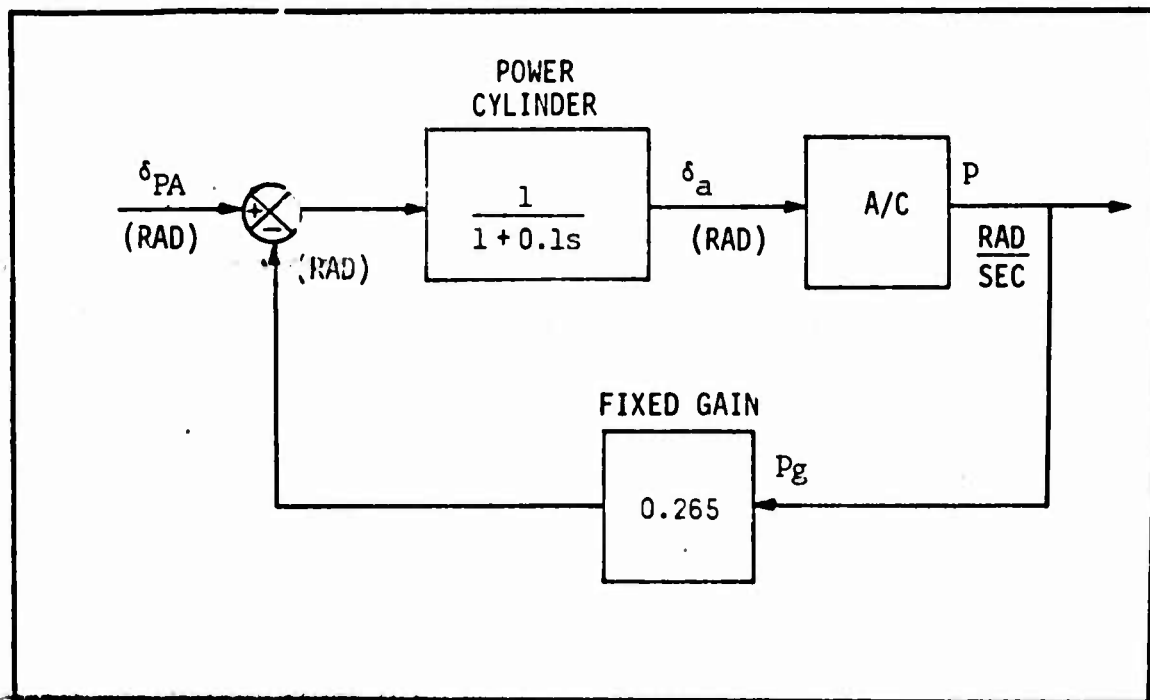 POWER
CYLINDER
δPA
(RAD)
+
−
(RAD)
1
1+0.1s
δa
(RAD)
A/C
P
RAD
SEC
FIXED GAIN
0.265
Pg